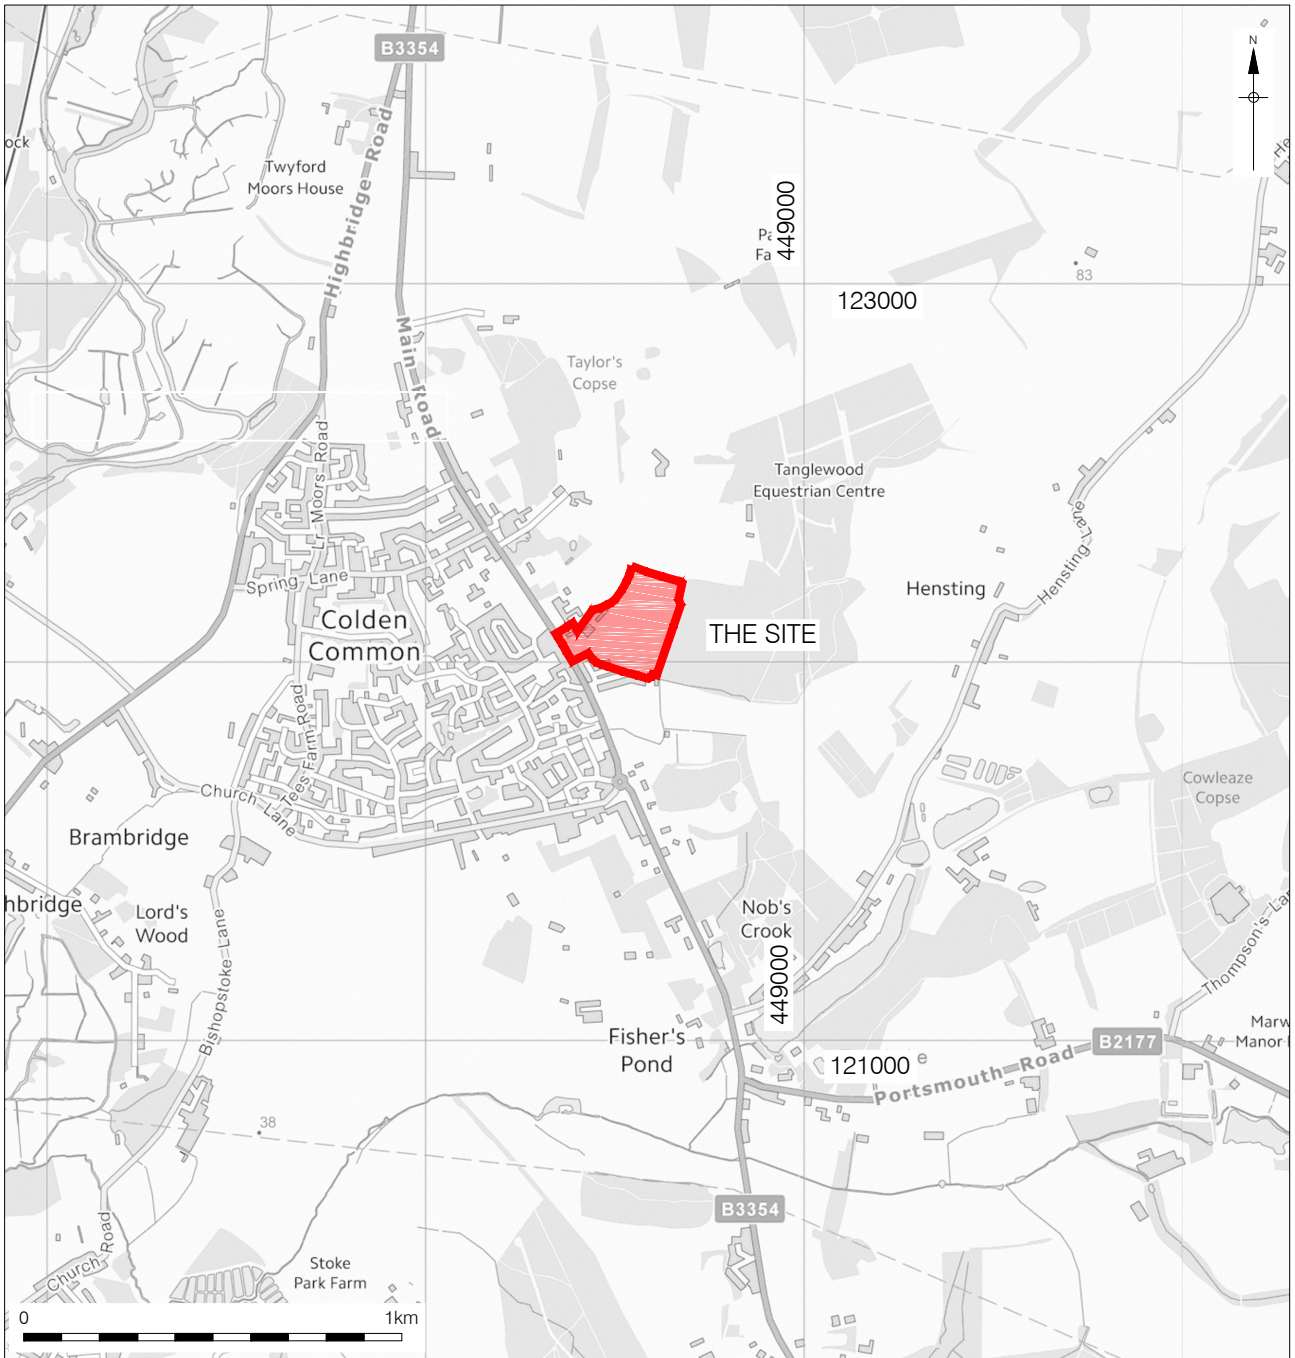 B3354
N
ock
Highbridge Road
Twyford
Moors House
449000
83
123000
Main Road
Taylor's
Copse
Lr Moors Road
Tanglewood
Equestrian Centre
Hensting Lane
Spring Lane
Hensting
Colden
Common
THE SITE
Tees Farm Road
Church Lane
Cowleaze
Copse
Brambridge
hbridge
Lord's
Wood
Nob's
Crook
Thompson's La
Bishopstoke Lane
449000
Fisher's
Pond
Marw
Manor
B2177
121000
e
Portsmouth Road
38
B3354
Church Road
Stoke
Park Farm
0
1km